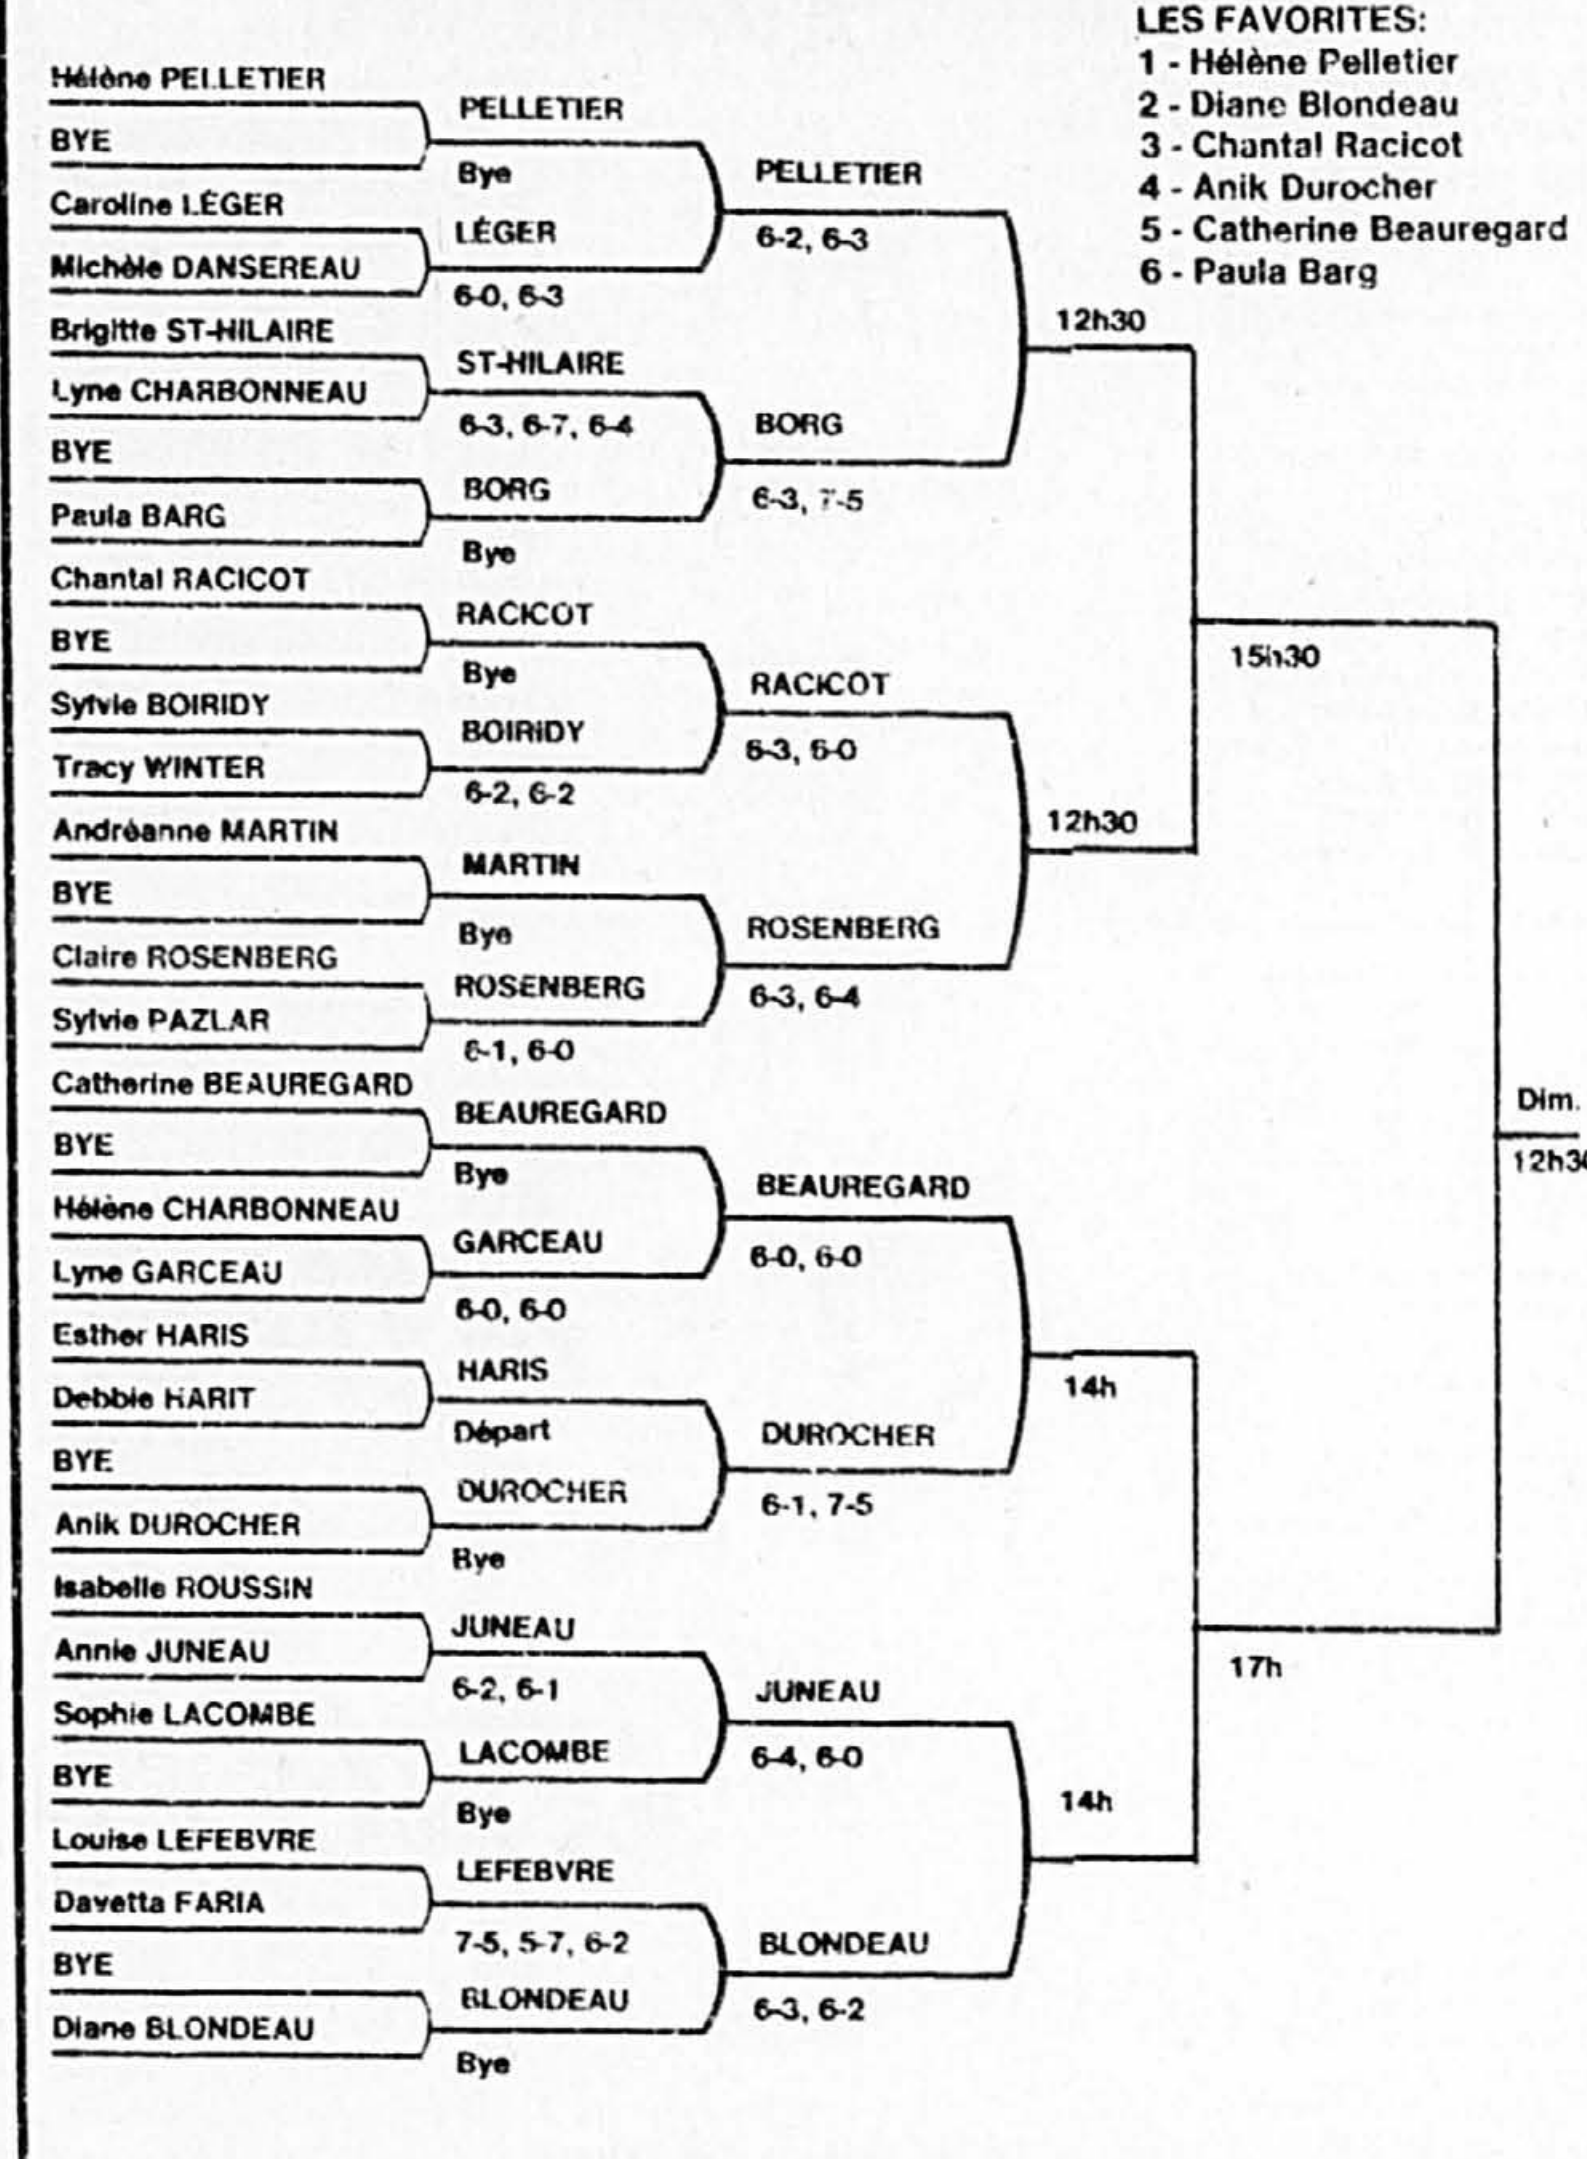 LES FAVORITES:
1 - Hélène Pelletier
2 - Diane Blondeau
3 - Chantal Racicot
4 - Anik Durocher
5 - Catherine Beauregard
6 - Paula Barg
Hélène PELLETIER
BYE
Caroline LÉGER
Michèle DANSEREAU
Brigitte ST-HILAIRE
Lyne CHARBONNEAU
BYE
Paula BARG
Chantal RACICOT
BYE
Sylvie BOIRIDY
Tracy WINTER
Andréanne MARTIN
BYE
Claire ROSENBERG
Sylvie PAZLAR
Catherine BEAUREGARD
BYE
Hélène CHARBONNEAU
Lyne GARCEAU
Esther HARIS
Debbie HARIT
BYE
Anik DUROCHER
Isabelle ROUSSIN
Annie JUNEAU
Sophie LACOMBE
BYE
Louise LEFEBVRE
Davetta FARIA
BYE
Diane BLONDEAU
PELLETIER
Bye
LÉGER
6-0, 6-3
ST-HILAIRE
6-3, 6-7, 6-4
BORG
Bye
RACICOT
Bye
BOIRIDY
6-2, 6-2
MARTIN
Bye
ROSENBERG
6-1, 6-0
BEAUREGARD
Bye
GARCEAU
6-0, 6-0
HARIS
Départ
DUROCHER
Bye
JUNEAU
6-2, 6-1
LACOMBE
Bye
LEFEBVRE
7-5, 5-7, 6-2
BLONDEAU
Bye
PELLETIER
6-2, 6-3
BORG
6-3, 7-5
RACICOT
6-3, 6-0
ROSENBERG
6-3, 6-4
BEAUREGARD
6-0, 6-0
DUROCHER
6-1, 7-5
JUNEAU
6-4, 6-0
BLONDEAU
6-3, 6-2
12h30
12h30
14h
14h
15h30
17h
Dim.
12h30